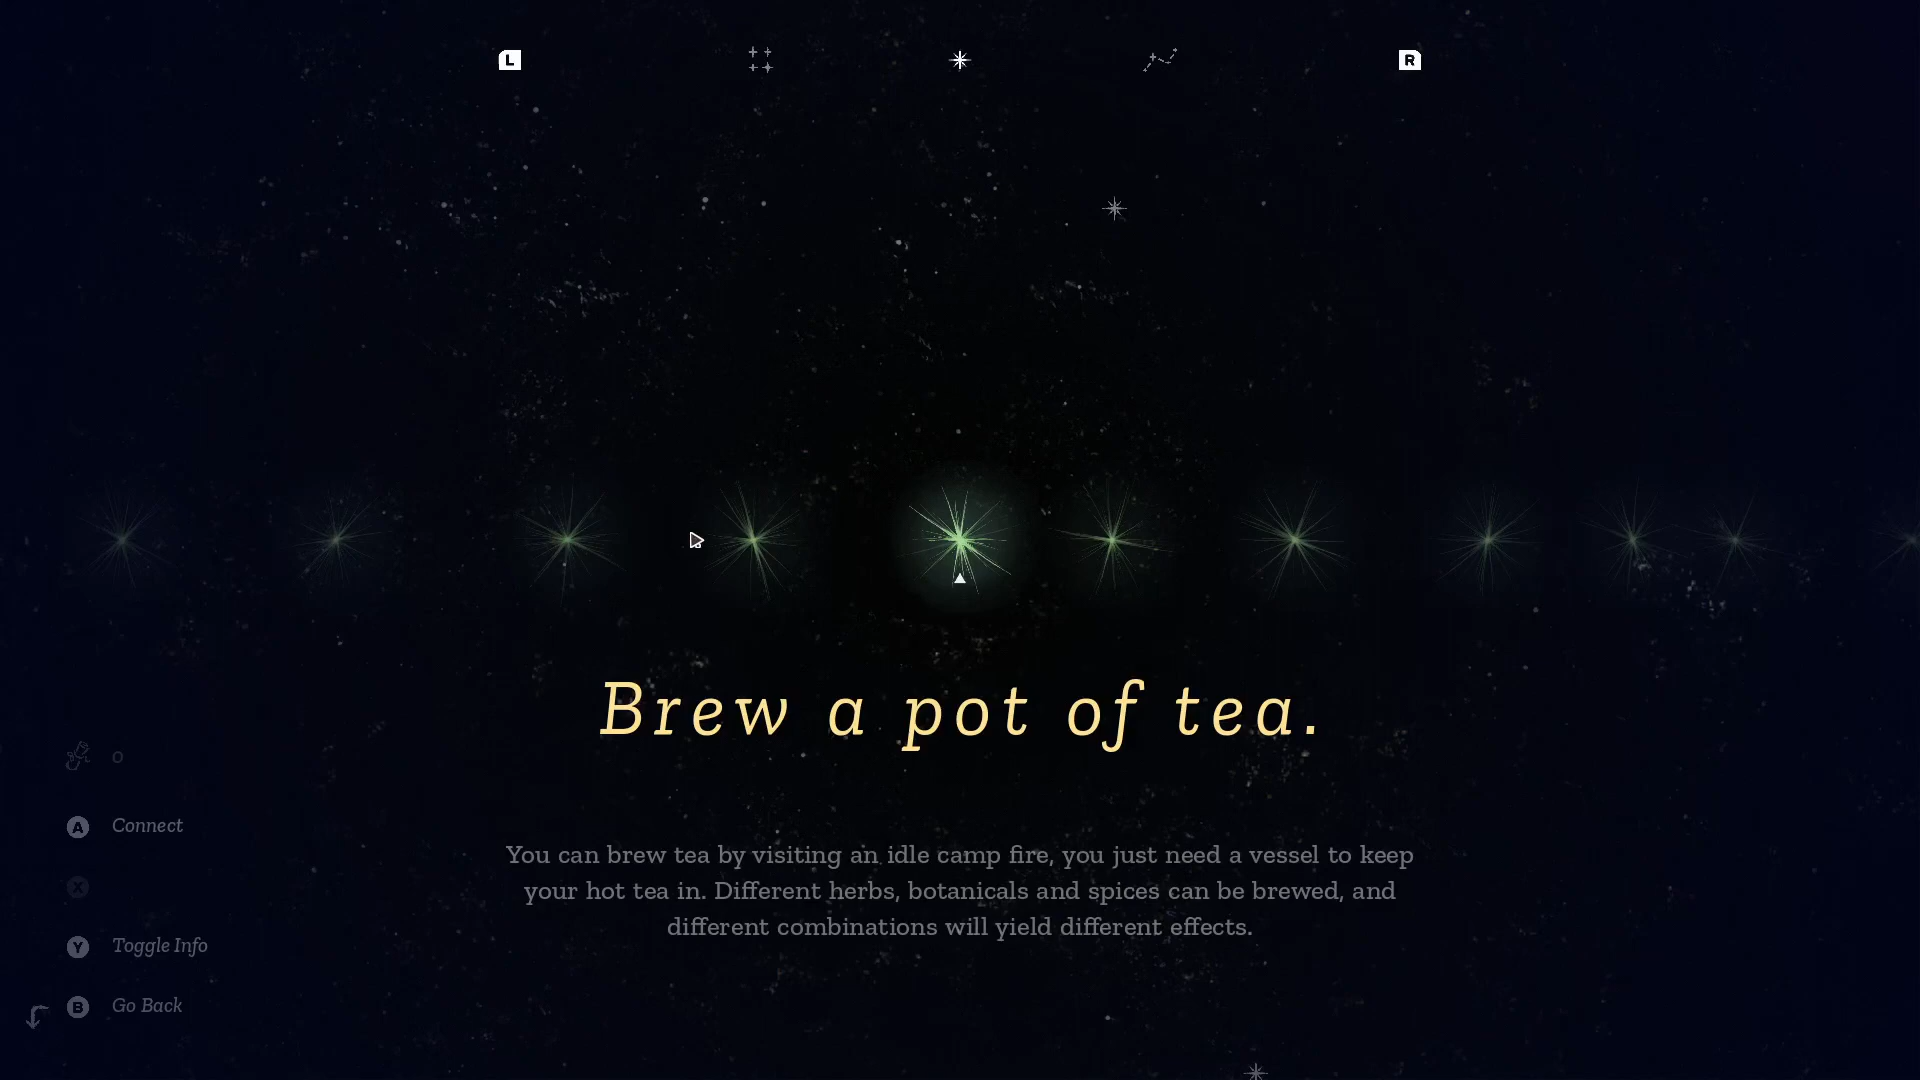 L R
Brew a pot of tea.
0
A Connect
X
Y Toggle Info
B Go Back
You can brew tea by visiting an idle camp fire, you just need a vessel to keep
your hot tea in. Different herbs, botanicals and spices can be brewed, and
different combinations will yield different effects.